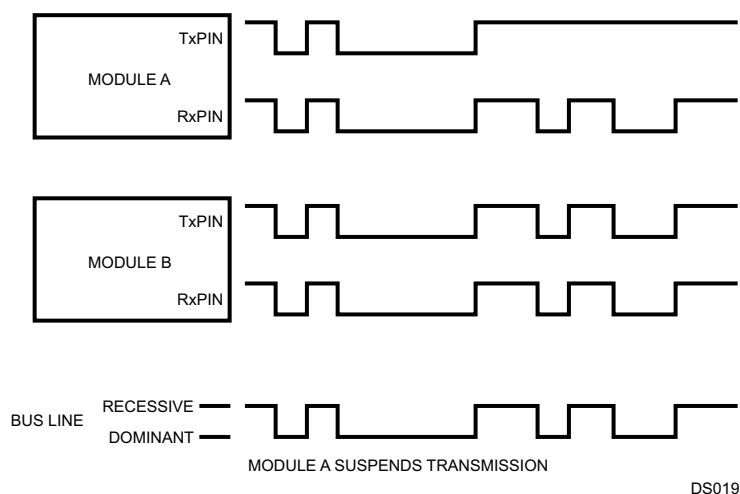 TxPIN
MODULE A
RxPIN
TxPIN
MODULE B
RxPIN
RECESSIVE
BUS LINE
DOMINANT
MODULE A SUSPENDS TRANSMISSION
DS019